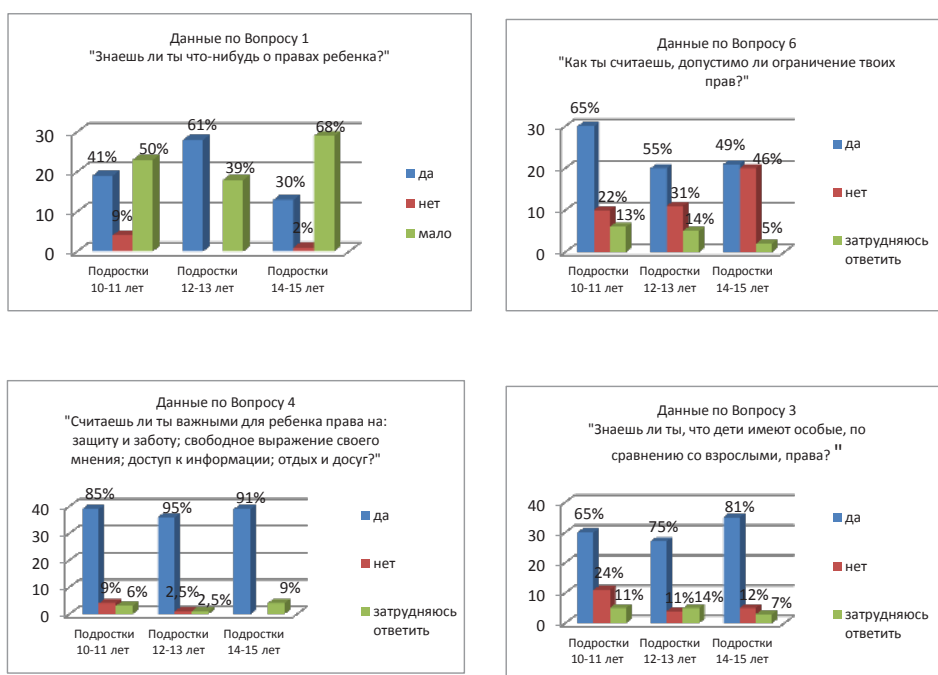 Данные по Вопросу 1
"Знаешь ли ты что-нибудь о правах ребенка?"
61%
68%
41%
50%
39%
30%
9%
2%
30
20
10
0
да
нет
мало
Подростки
10-11 лет
Подростки
12-13 лет
Подростки
14-15 лет
Данные по Вопросу 6
"Как ты считаешь, допустимо ли ограничение твоих
прав?"
65%
55%
49%
46%
22%
13%
31%
14%
5%
30
20
10
0
да
нет
затрудняюсь
ответить
Подростки
10-11 лет
Подростки
12-13 лет
Подростки
14-15 лет
Данные по Вопросу 4
"Считаешь ли ты важными для ребенка права на:
защиту и заботу; свободное выражение своего
мнения; доступ к информации; отдых и досуг?"
85%
95%
91%
9%
6%
2,5%
2,5%
9%
40
30
20
10
0
да
нет
затрудняюсь
ответить
Подростки
10-11 лет
Подростки
12-13 лет
Подростки
14-15 лет
Данные по Вопросу 3
"Знаешь ли ты, что дети имеют особые, по
сравнению со взрослыми, права? "
65%
75%
81%
24%
11%
11%
14%
12%
7%
40
30
20
10
0
да
нет
затрудняюсь
ответить
Подростки
10-11 лет
Подростки
12-13 лет
Подростки
14-15 лет